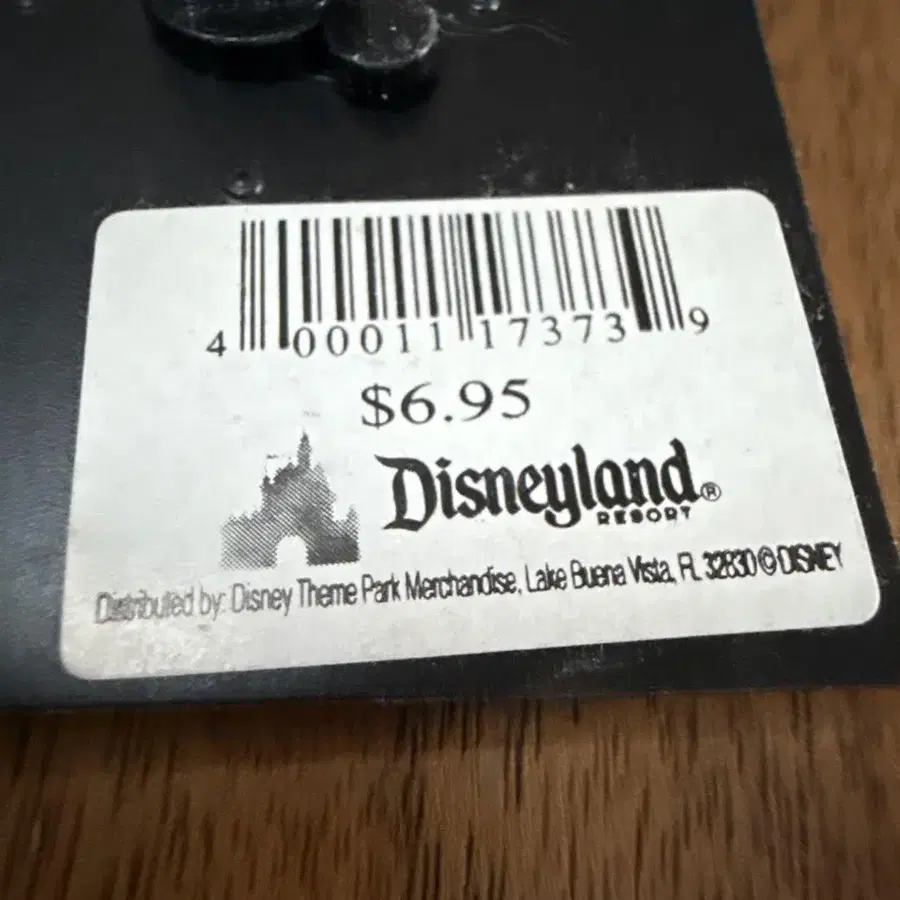 4 00011 17373 9
$6.95
Disneyland®
RESORT
Distributed by: Disney Theme Park Merchandise, Lake Buena Vista, FL 32830 © DISNEY